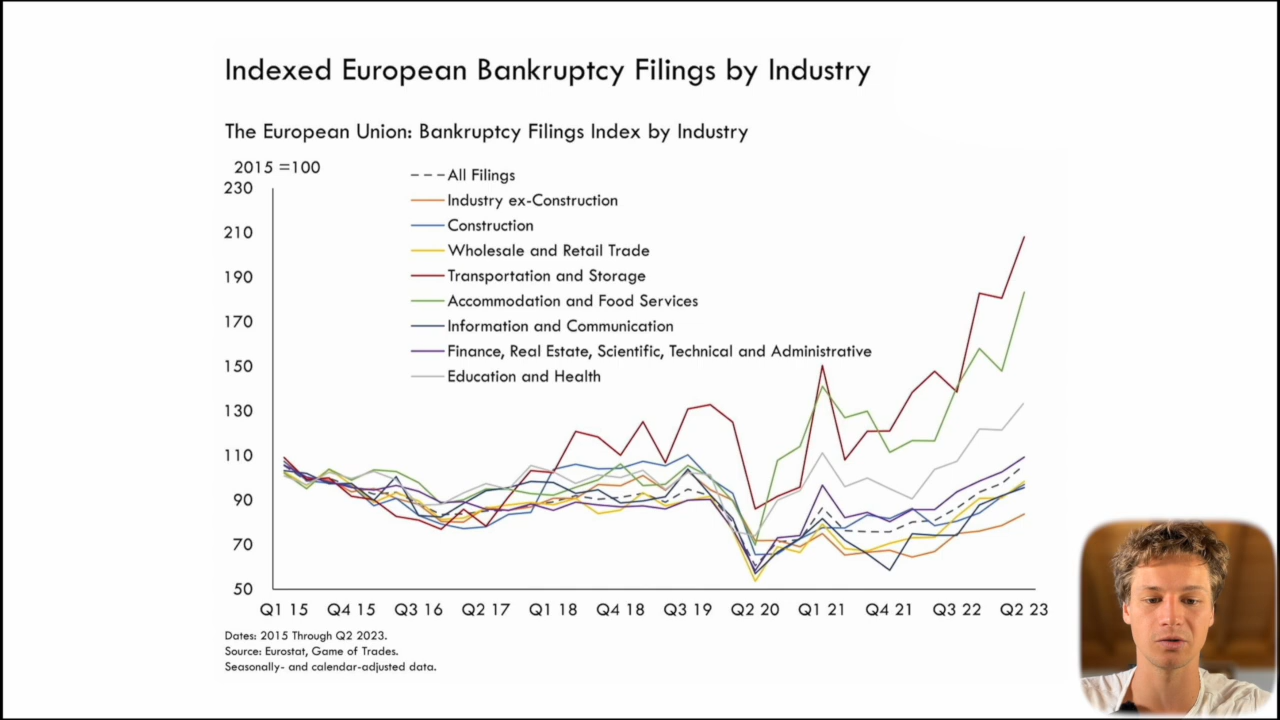 Indexed European Bankruptcy Filings by Industry
The European Union: Bankruptcy Filings Index by Industry
2015 =100
230
210
190
170
150
130
110
90
70
50
All Filings
Industry ex-Construction
Construction
Wholesale and Retail Trade
Transportation and Storage
Accommodation and Food Services
Information and Communication
Finance, Real Estate, Scientific, Technical and Administrative
Education and Health
Q1 15 Q4 15 Q3 16 Q2 17 Q1 18 Q4 18 Q3 19 Q2 20 Q1 21 Q4 21 Q3 22 Q2 23
Dates: 2015 Through Q2 2023.
Source: Eurostat, Game of Trades.
Seasonally- and calendar-adjusted data.